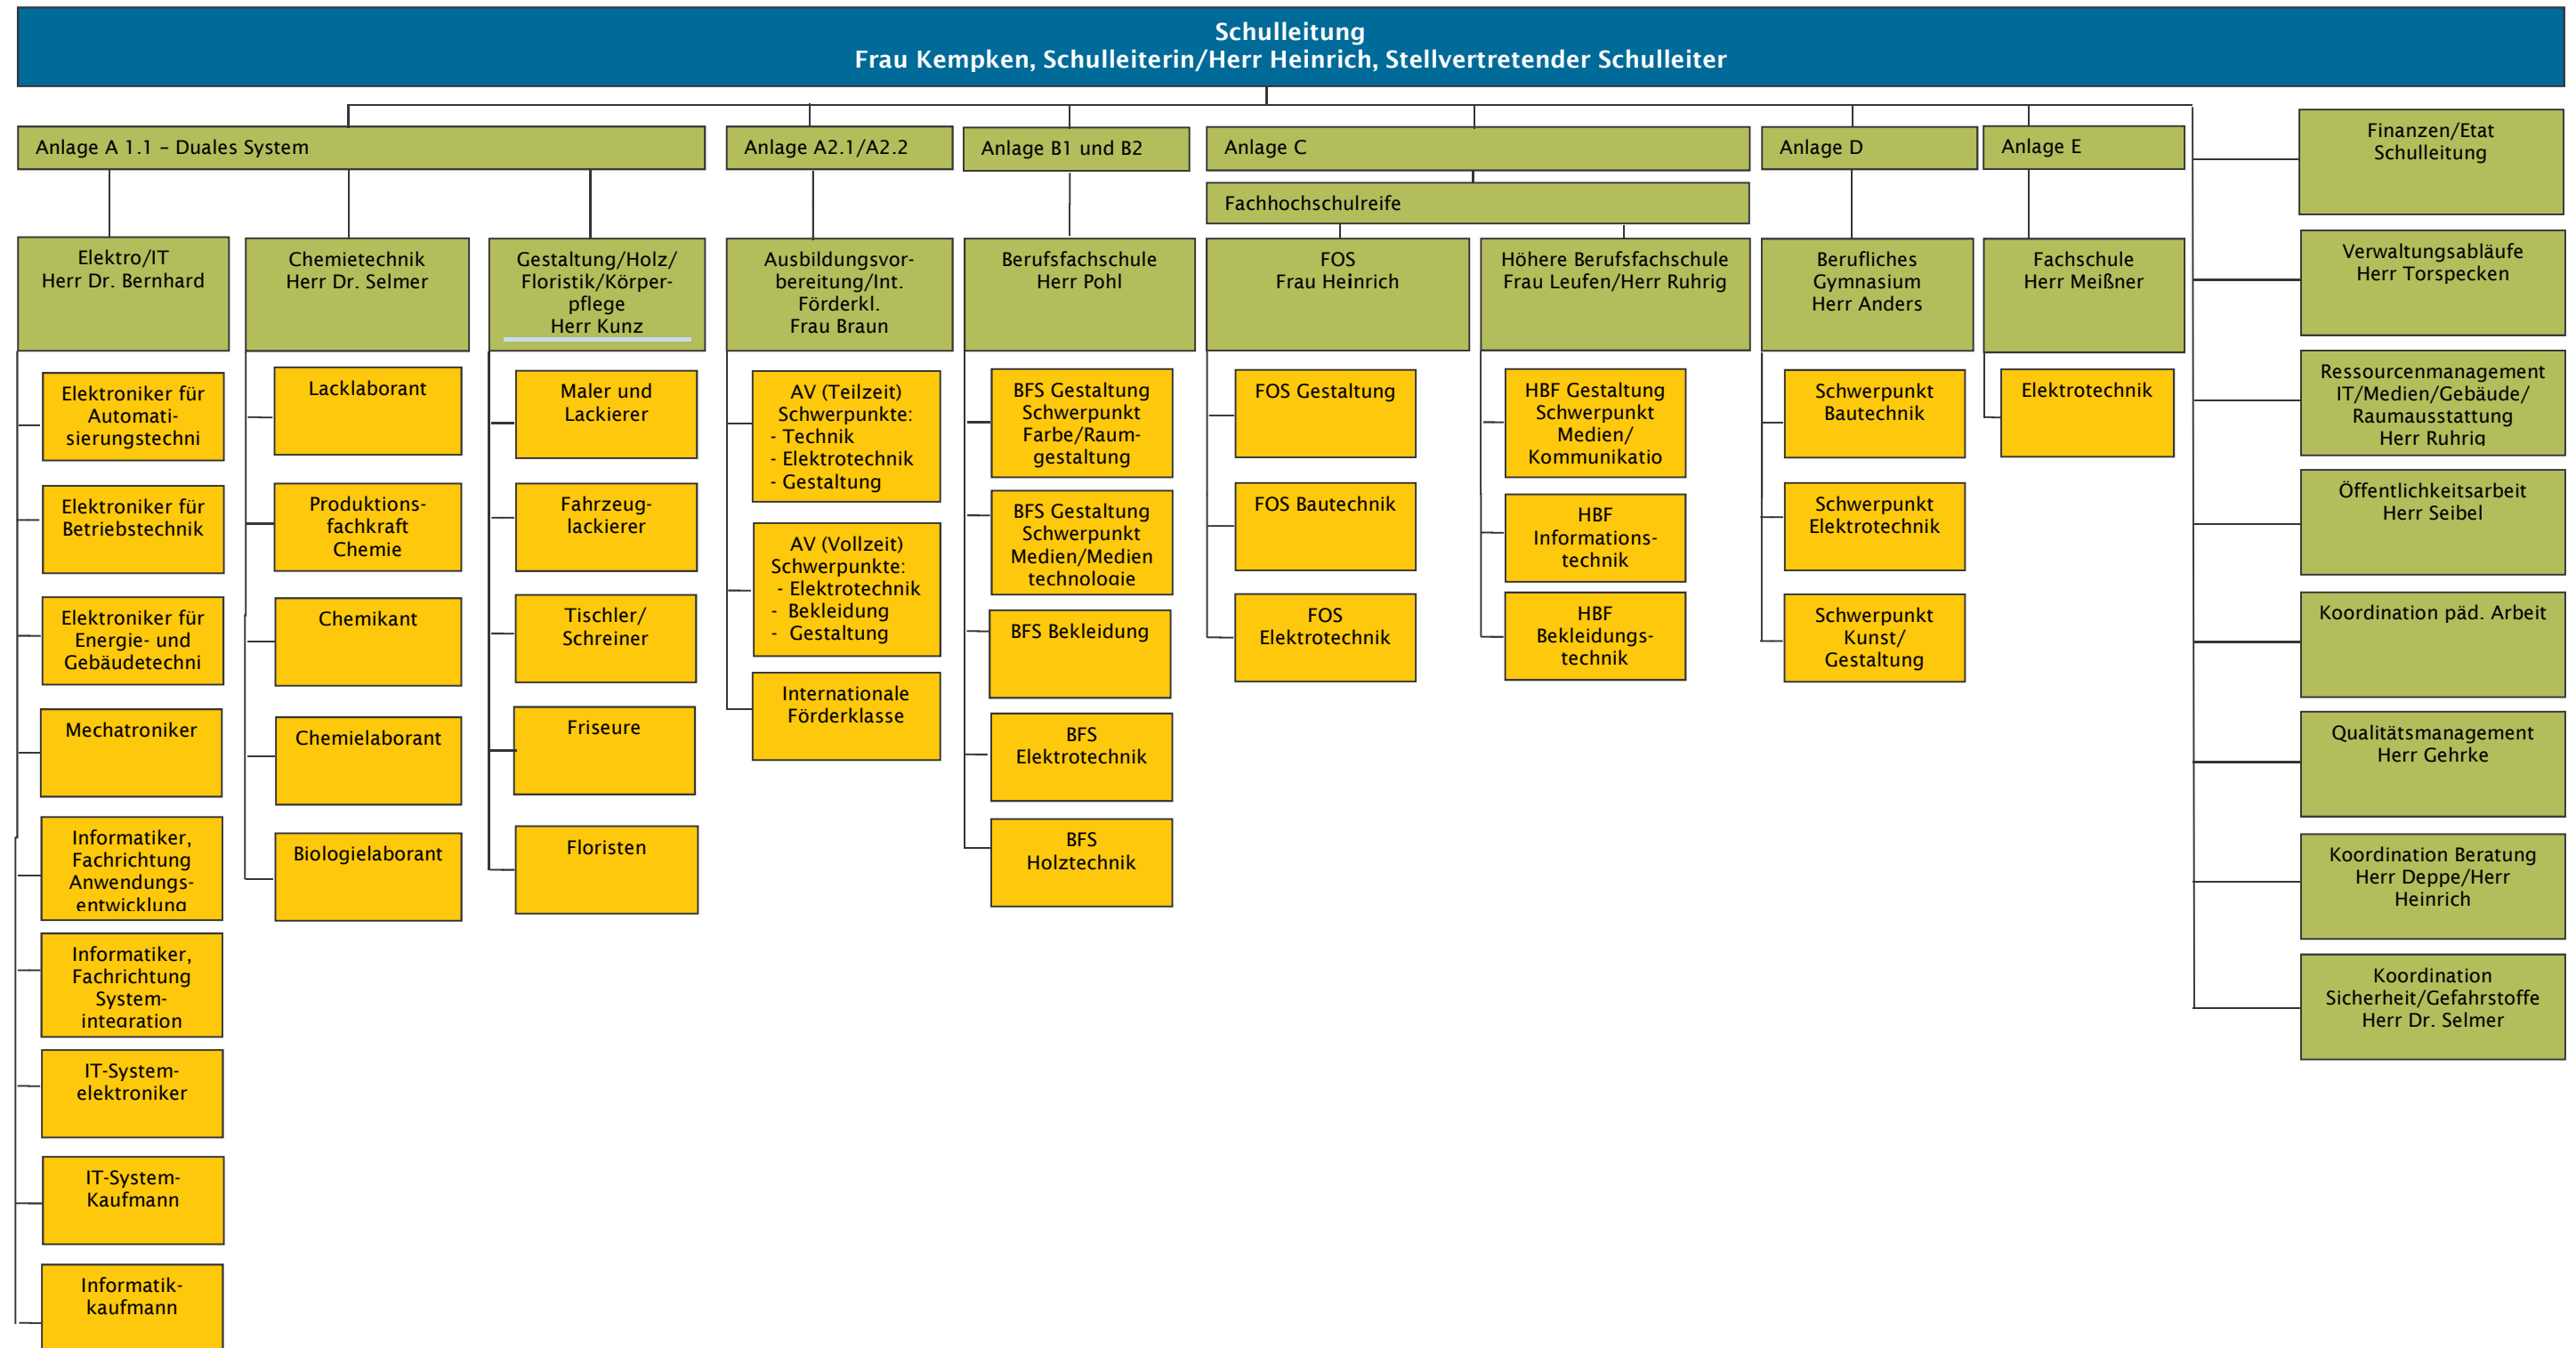 Schulleitung
Frau Kempken, Schulleiterin/Herr Heinrich, Stellvertretender Schulleiter
Anlage A 1.1 – Duales System
Anlage A2.1/A2.2
Anlage B1 und B2
Anlage C
Anlage D
Anlage E
Fachhochschulreife
Elektro/IT
Herr Dr. Bernhard
Chemietechnik
Herr Dr. Selmer
Gestaltung/Holz/
Floristik/Körper-
pflege
Herr Kunz
Ausbildungsvor-
bereitung/Int.
Förderkl.
Frau Braun
Berufsfachschule
Herr Pohl
FOS
Frau Heinrich
Höhere Berufsfachschule
Frau Leufen/Herr Ruhrig
Berufliches
Gymnasium
Herr Anders
Fachschule
Herr Meißner
Elektroniker für
Automati-
sierungstechni
Elektroniker für
Betriebstechnik
Elektroniker für
Energie- und
Gebäudetechni
Mechatroniker
Informatiker,
Fachrichtung
Anwendungs-
entwicklung
Informatiker,
Fachrichtung
System-
integration
IT-System-
elektroniker
IT-System-
Kaufmann
Informatik-
kaufmann
Lacklaborant
Produktions-
fachkraft
Chemie
Chemikant
Chemielaborant
Biologielaborant
Maler und
Lackierer
Fahrzeug-
lackierer
Tischler/
Schreiner
Friseure
Floristen
AV (Teilzeit)
Schwerpunkte:
- Technik
- Elektrotechnik
- Gestaltung
AV (Vollzeit)
Schwerpunkte:
- Elektrotechnik
- Bekleidung
- Gestaltung
Internationale
Förderklasse
BFS Gestaltung
Schwerpunkt
Farbe/Raum-
gestaltung
BFS Gestaltung
Schwerpunkt
Medien/Medien
technologie
BFS Bekleidung
BFS
Elektrotechnik
BFS
Holztechnik
FOS Gestaltung
FOS Bautechnik
FOS
Elektrotechnik
HBF Gestaltung
Schwerpunkt
Medien/
Kommunikatio
HBF
Informations-
technik
HBF
Bekleidungs-
technik
Schwerpunkt
Bautechnik
Schwerpunkt
Elektrotechnik
Schwerpunkt
Kunst/
Gestaltung
Elektrotechnik
Finanzen/Etat
Schulleitung
Verwaltungsabläufe
Herr Torspecken
Ressourcenmanagement
IT/Medien/Gebäude/
Raumausstattung
Herr Ruhrig
Öffentlichkeitsarbeit
Herr Seibel
Koordination päd. Arbeit
Qualitätsmanagement
Herr Gehrke
Koordination Beratung
Herr Deppe/Herr
Heinrich
Koordination
Sicherheit/Gefahrstoffe
Herr Dr. Selmer